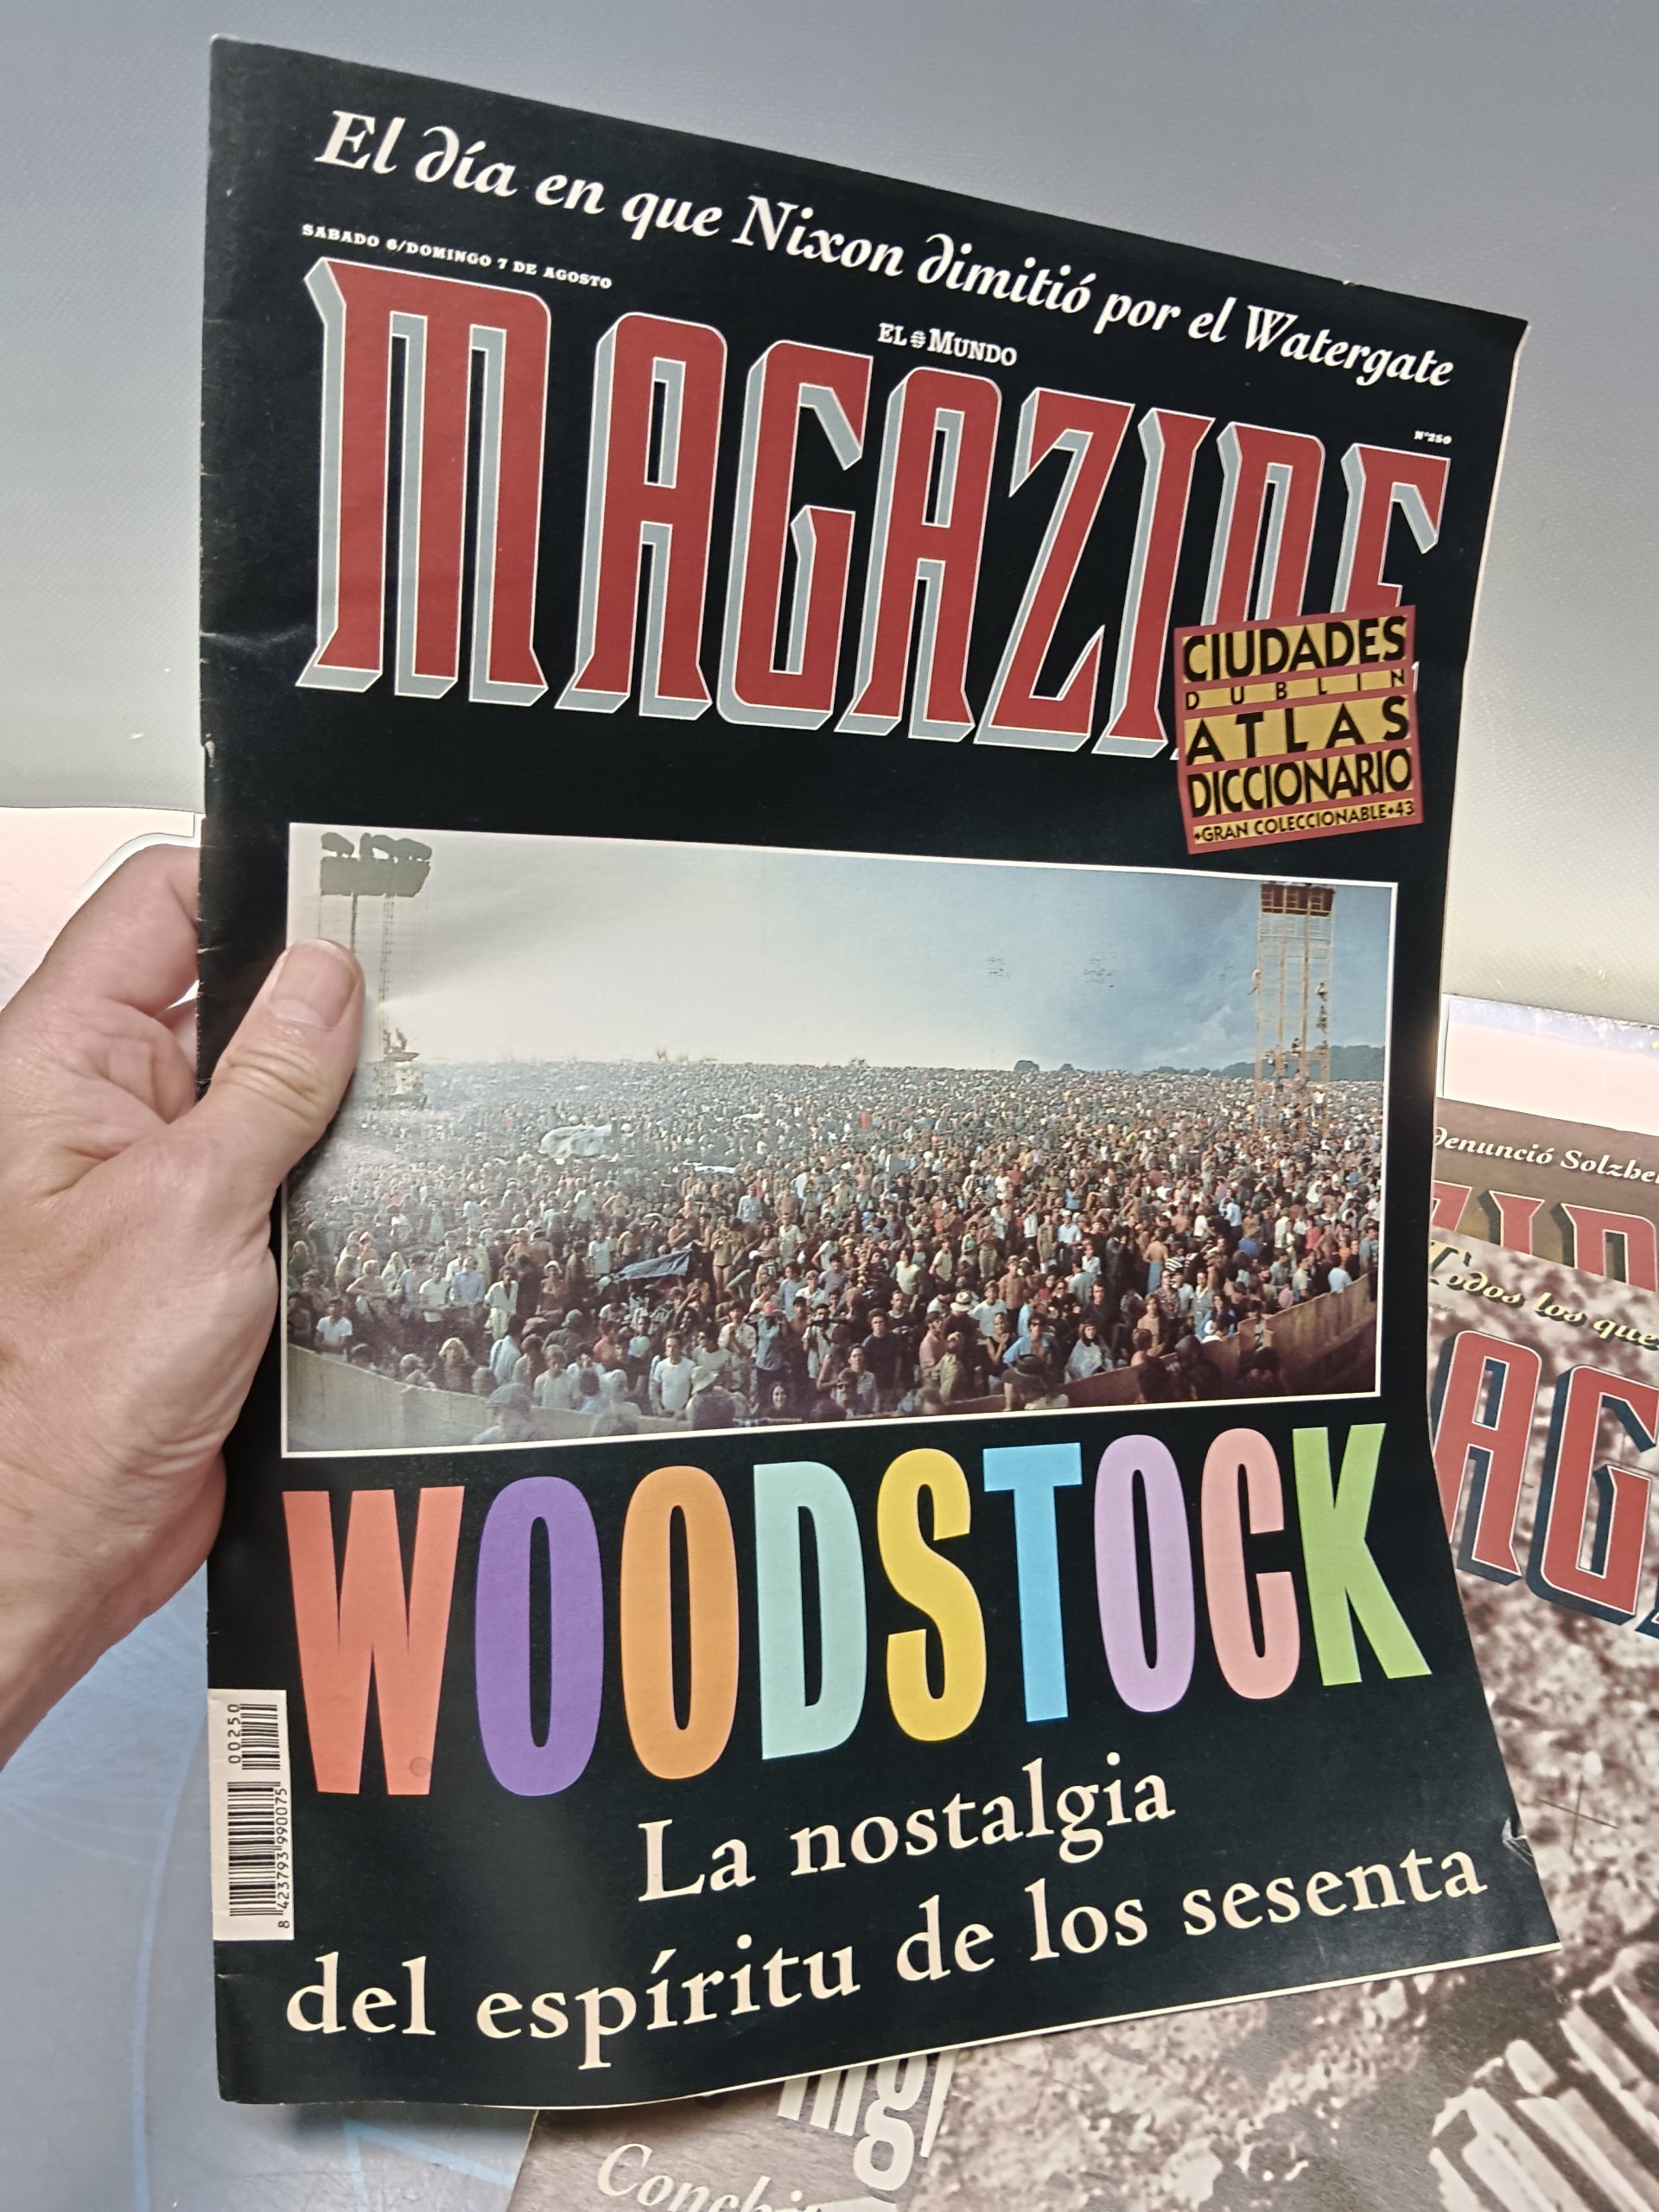 El día en que Nixon dimitió por el Watergate
SABADO 6/DOMINGO 7 DE AGOSTO
EL MUNDO
Nº250
MAGAZINE
CIUDADES
DUBLIN
ATLAS
DICCIONARIO
+GRAN COLECCIONABLE•43
WOODSTOCK
La nostalgia
del espíritu de los sesenta
00250
8 423793 990075
denunció
Todos los que